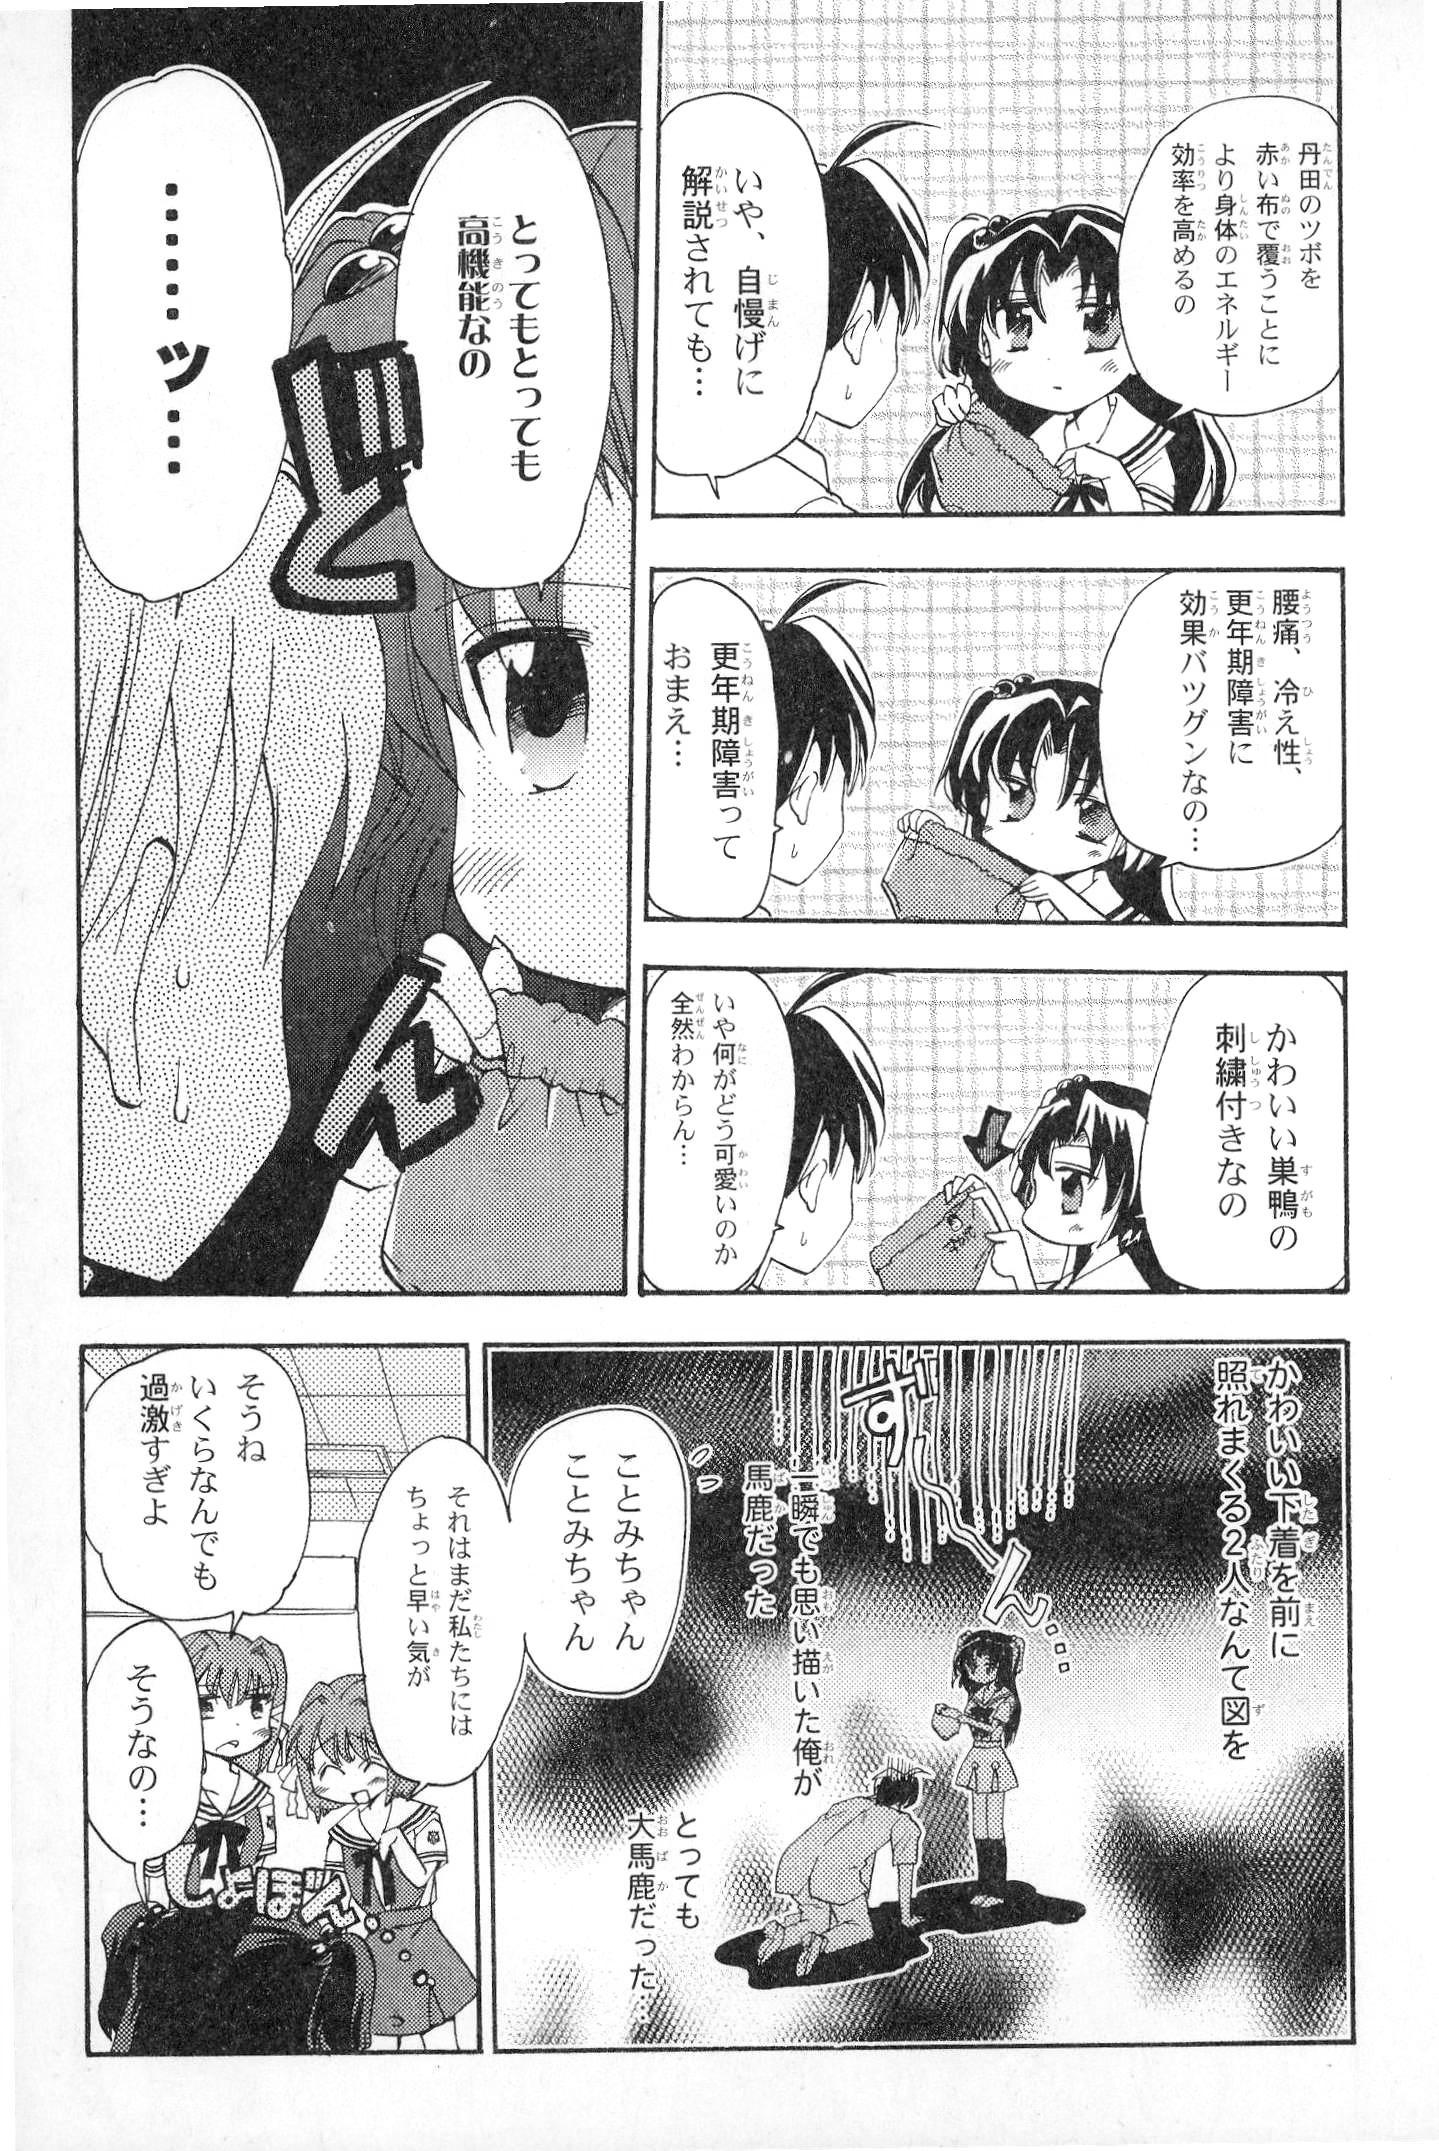 丹田のツボを
赤い布で覆うことに
より身体のエネルギー
効率を高めるの
いや、自慢げに
解説されても…
腰痛、冷え性、
更年期障害に
効果バツグンなの…
更年期障害って
おまえ…
かわいい巣鴨の
刺繍付きなの
いや何がどう可愛いのか
全然わからん…
とってもとっても
高機能なの
どん
………ッ…
かわいい下着を前に
照れまくる2人なんて図を
一瞬でも思い描いた俺が
馬鹿だった
とっても
大馬鹿だった…
ず〜ん……
ことみちゃん
ことみちゃん
それはまだ私たちには
ちょっと早い気が
そうね
いくらなんでも
過激すぎよ
そうなの…
しょぼん